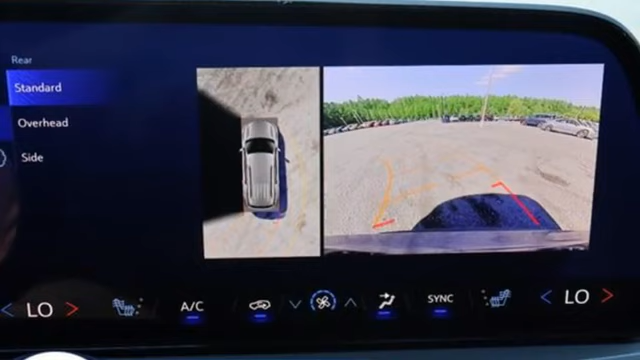 Rear
Standard
Overhead
Side
LO
A/C
SYNC
LO